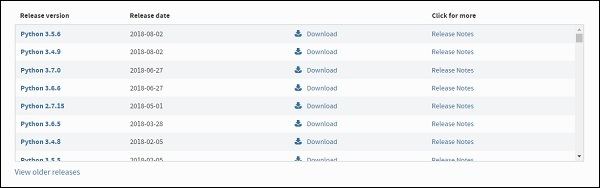 Release version Release date Click for more
Python 3.5.6 2018-08-02 Download Release Notes
Python 3.4.9 2018-08-02 Download Release Notes
Python 3.7.0 2018-06-27 Download Release Notes
Python 3.6.6 2018-06-27 Download Release Notes
Python 2.7.15 2018-05-01 Download Release Notes
Python 3.6.5 2018-03-28 Download Release Notes
Python 3.4.8 2018-02-05 Download Release Notes
Python 3.5.5 2018-02-05 Download Release Notes
View older releases